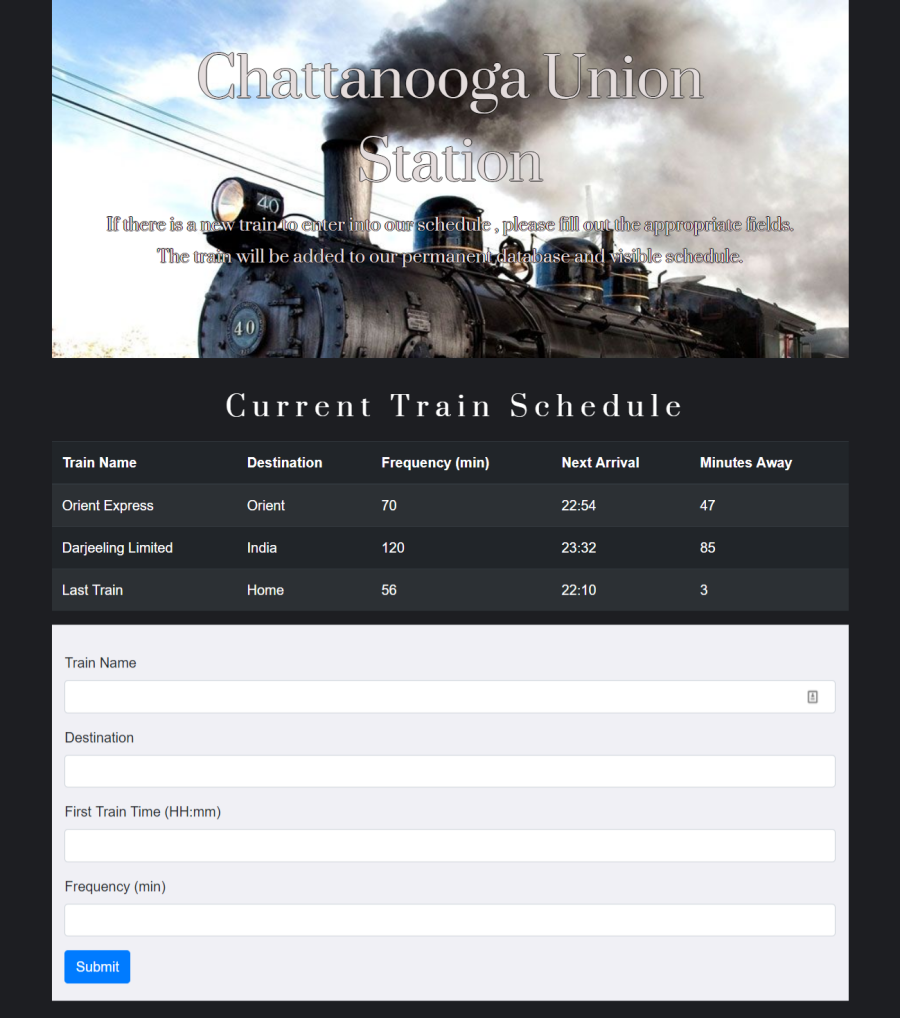 Chattanooga Union
Station
If there is a new train to enter into our schedule , please fill out the appropriate fields.
The train will be added to our permanent database and visible schedule.
40
40
Current Train Schedule
Train Name Destination Frequency (min) Next Arrival Minutes Away
Orient Express Orient 70 22:54 47
Darjeeling Limited India 120 23:32 85
Last Train Home 56 22:10 3
Train Name
Destination
First Train Time (HH:mm)
Frequency (min)
Submit